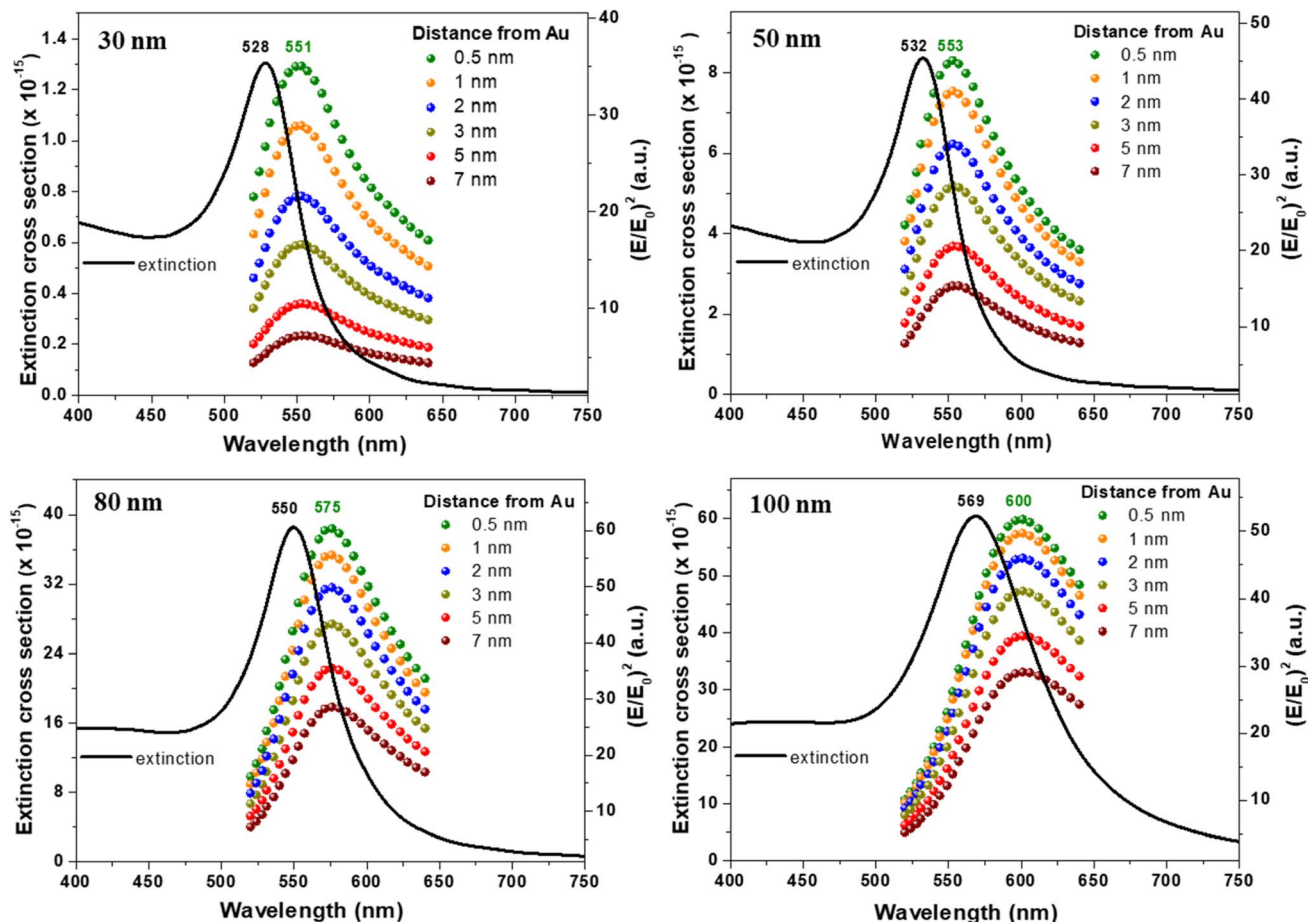 30 nm
528
551
Distance from Au
0.5 nm
1 nm
2 nm
3 nm
5 nm
7 nm
extinction
Extinction cross section (x 10⁻¹⁵)
1.4
1.2
1.0
0.8
0.6
0.4
0.2
0.0
40
30
20
10
(E/E₀)² (a.u.)
400 450 500 550 600 650 700 750
Wavelength (nm)
50 nm
532
553
Distance from Au
0.5 nm
1 nm
2 nm
3 nm
5 nm
7 nm
extinction
Extinction cross section (x 10⁻¹⁵)
8
6
4
2
0
50
40
30
20
10
(E/E₀)² (a.u.)
400 450 500 550 600 650 700 750
Wavelength (nm)
80 nm
550
575
Distance from Au
0.5 nm
1 nm
2 nm
3 nm
5 nm
7 nm
extinction
Extinction cross section (x 10⁻¹⁵)
40
32
24
16
8
0
60
50
40
30
20
10
(E/E₀)² (a.u.)
400 450 500 550 600 650 700 750
Wavelength (nm)
100 nm
569
600
Distance from Au
0.5 nm
1 nm
2 nm
3 nm
5 nm
7 nm
extinction
Extinction cross section (x 10⁻¹⁵)
60
50
40
30
20
10
0
50
40
30
20
10
(E/E₀)² (a.u.)
400 450 500 550 600 650 700 750
Wavelength (nm)